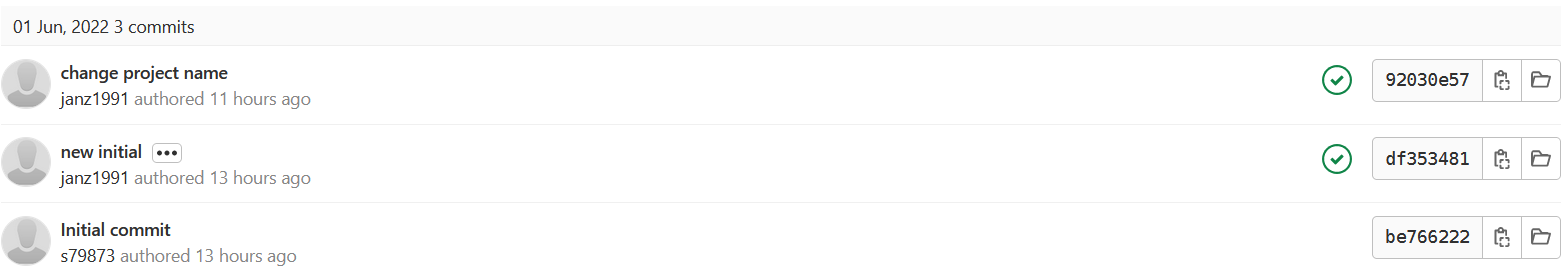 01 Jun, 2022 3 commits
change project name
janz1991 authored 11 hours ago
92030e57
new initial
janz1991 authored 13 hours ago
df353481
Initial commit
s79873 authored 13 hours ago
be766222